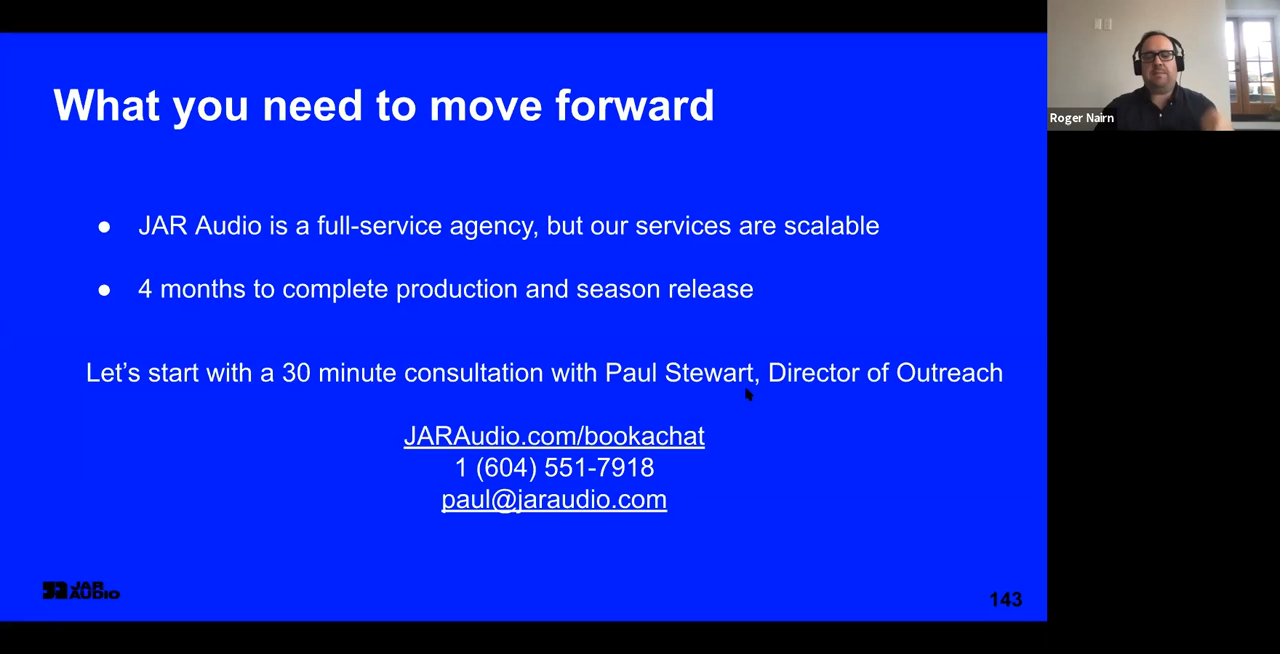 What you need to move forward
● JAR Audio is a full-service agency, but our services are scalable
● 4 months to complete production and season release
Let’s start with a 30 minute consultation with Paul Stewart, Director of Outreach
JARAudio.com/bookachat
1 (604) 551-7918
paul@jaraudio.com
JAR
AUDIO
143
Roger Nairn